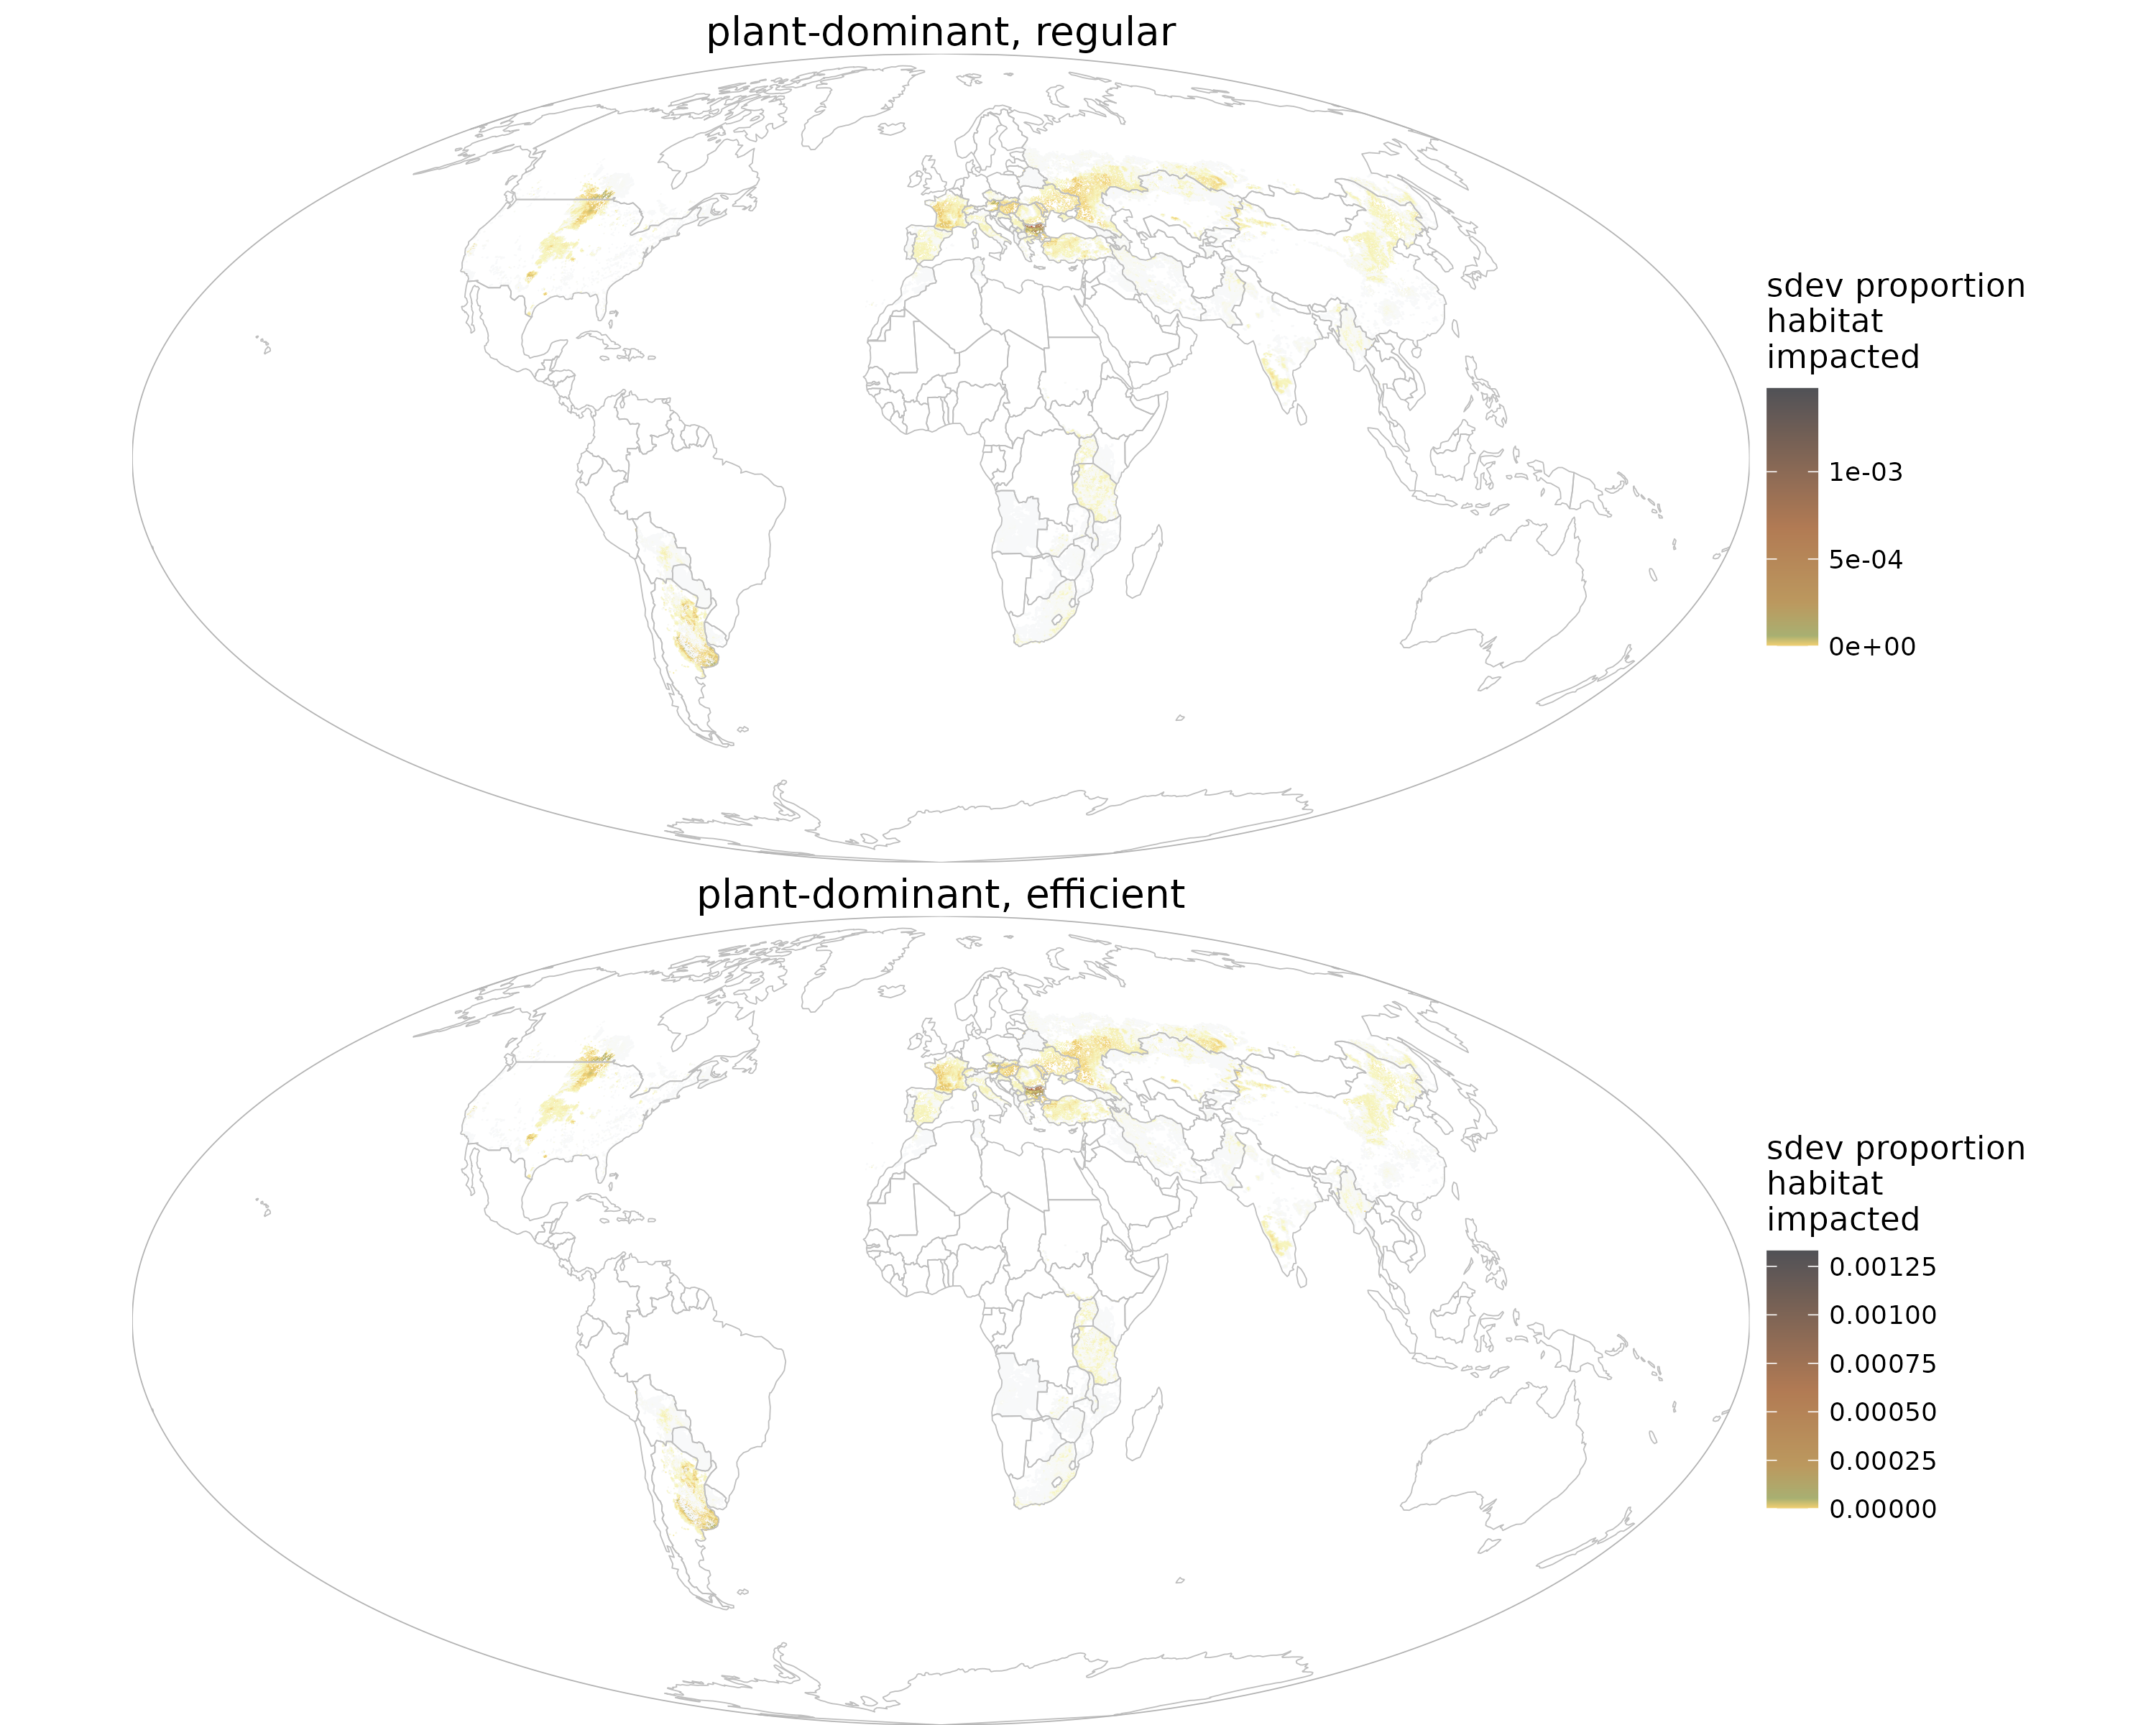 plant-dominant, regular
sdev proportion
habitat
impacted
1e-03
5e-04
0e+00
plant-dominant, efficient
sdev proportion
habitat
impacted
0.00125
0.00100
0.00075
0.00050
0.00025
0.00000